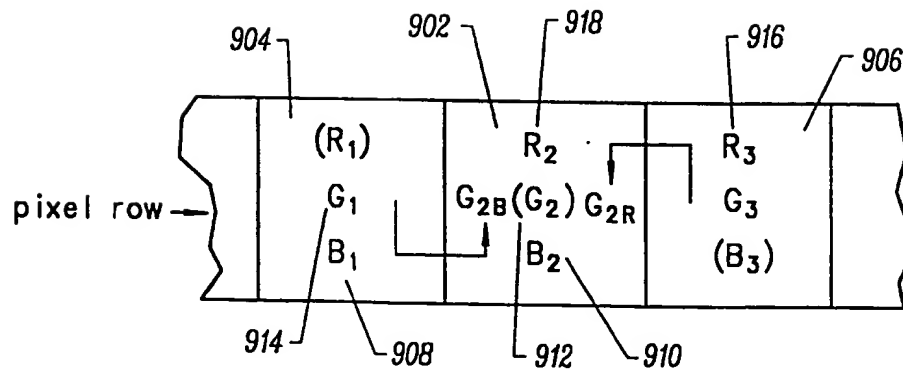 904 902 918 916 906
(R1) R2 R3
pixel row G1 G2B(G2) G2R G3
B1 B2 (B3)
914 908 912 910